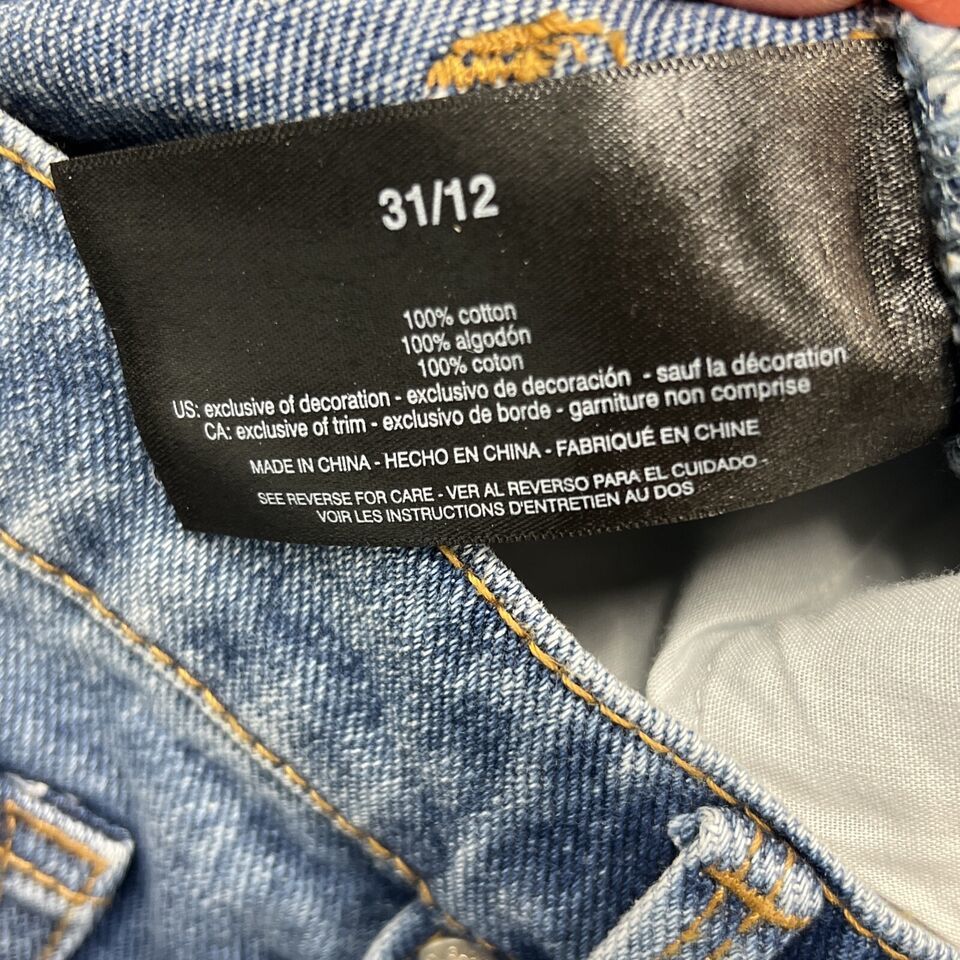 31/12
100% cotton
100% algodón
100% coton
US: exclusive of decoration - exclusivo de decoración - sauf la décoration
CA: exclusive of trim - exclusivo de borde - garniture non comprise
MADE IN CHINA - HECHO EN CHINA - FABRIQUÉ EN CHINE
SEE REVERSE FOR CARE - VER AL REVERSO PARA EL CUIDADO -
VOIR LES INSTRUCTIONS D'ENTRETIEN AU DOS